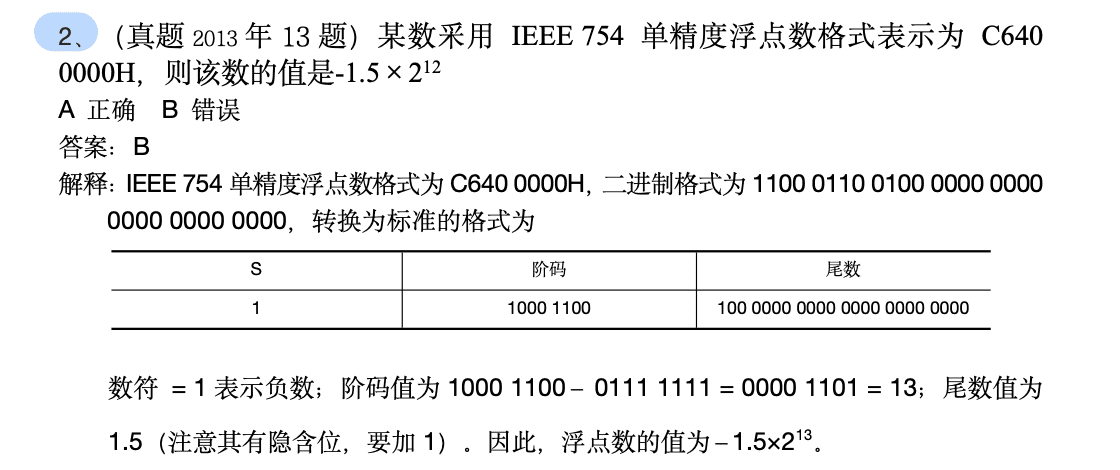 2、（真题 2013 年 13 题）某数采用 IEEE 754 单精度浮点数格式表示为 C640
0000H，则该数的值是-1.5 × 2¹²
A 正确 B 错误
答案：B
解释：IEEE 754 单精度浮点数格式为 C640 0000H，二进制格式为 1100 0110 0100 0000 0000
0000 0000 0000，转换为标准的格式为
S 阶码 尾数
1 1000 1100 100 0000 0000 0000 0000 0000
数符 = 1 表示负数；阶码值为 1000 1100 – 0111 1111 = 0000 1101 = 13；尾数值为
1.5（注意其有隐含位，要加 1）。因此，浮点数的值为 – 1.5×2¹³。